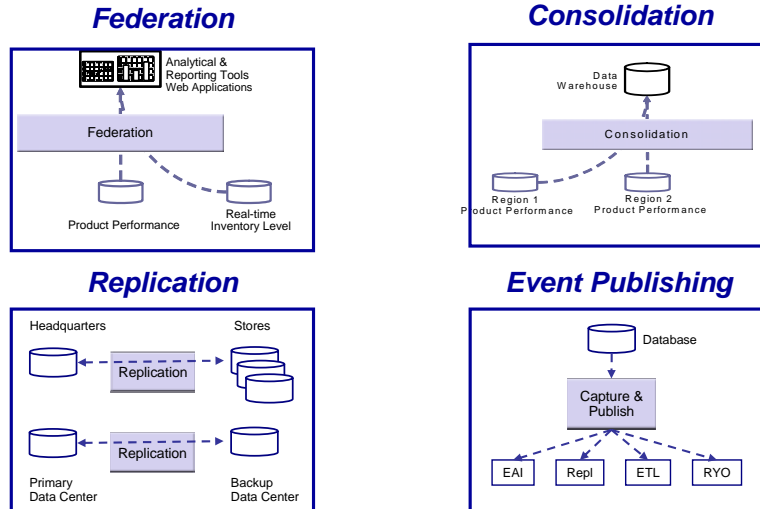 Federation
Analytical &
Reporting Tools
Web Applications
Federation
Product Performance
Real-time
Inventory Level
Consolidation
Data
Warehouse
Consolidation
Region 1
Product Performance
Region 2
Product Performance
Replication
Headquarters
Stores
Replication
Replication
Primary
Data Center
Backup
Data Center
Event Publishing
Database
Capture &
Publish
EAI
Repl
ETL
RYO